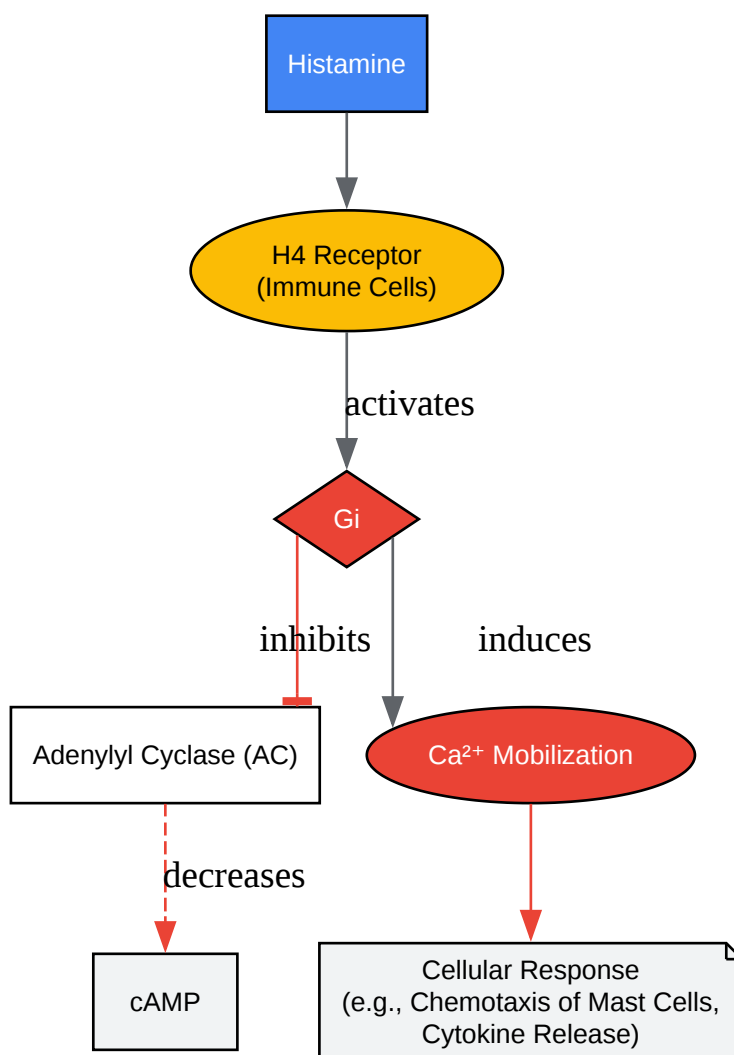 Histamine
H4 Receptor
(Immune Cells)
activates
Gi
inhibits
induces
Adenylyl Cyclase (AC)
Ca²⁺ Mobilization
decreases
cAMP
Cellular Response
(e.g., Chemotaxis of Mast Cells,
Cytokine Release)